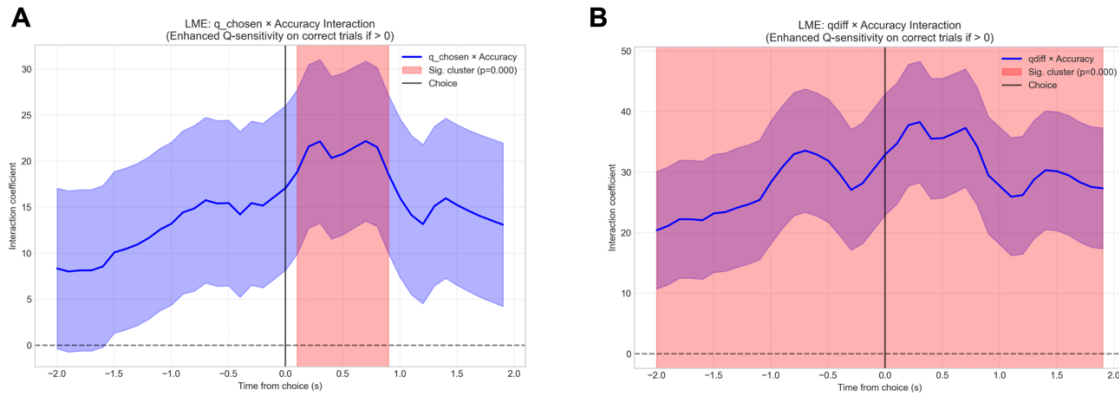 A
LME: q_chosen × Accuracy Interaction
(Enhanced Q-sensitivity on correct trials if > 0)
q_chosen × Accuracy
Sig. cluster (p=0.000)
Choice
Interaction coefficient
30
25
20
15
10
5
0
−2.0 −1.5 −1.0 −0.5 0.0 0.5 1.0 1.5 2.0
Time from choice (s)
B
LME: qdiff × Accuracy Interaction
(Enhanced Q-sensitivity on correct trials if > 0)
qdiff × Accuracy
Sig. cluster (p=0.000)
Choice
Interaction coefficient
50
40
30
20
10
0
−2.0 −1.5 −1.0 −0.5 0.0 0.5 1.0 1.5 2.0
Time from choice (s)